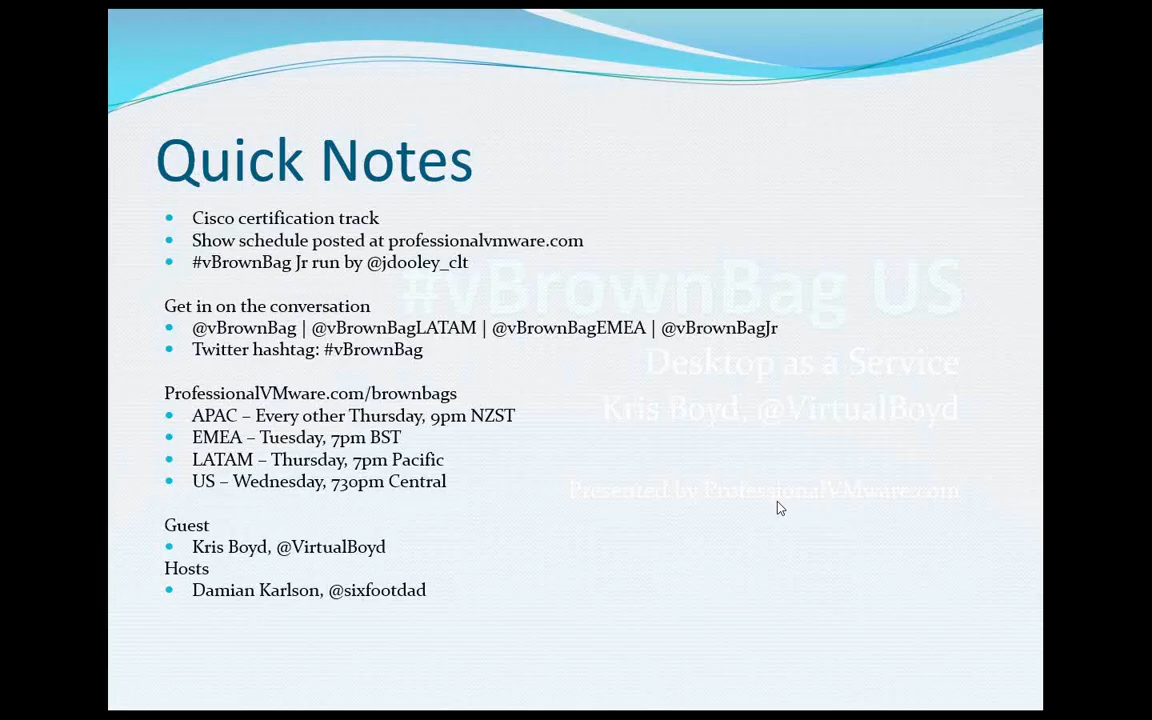 Quick Notes
Cisco certification track
Show schedule posted at professionalvmware.com
#vBrownBag Jr run by @jdooley_clt
#vBrownBag US
Get in on the conversation
@vBrownBag | @vBrownBagLATAM | @vBrownBagEMEA | @vBrownBagJr
Twitter hashtag: #vBrownBag
Desktop as a Service
ProfessionalVMware.com/brownbags
APAC – Every other Thursday, 9pm NZST
Kris Boyd, @VirtualBoyd
EMEA – Tuesday, 7pm BST
LATAM – Thursday, 7pm Pacific
US – Wednesday, 730pm Central
Presented by ProfessionalVMware.com
Guest
Kris Boyd, @VirtualBoyd
Hosts
Damian Karlson, @sixfootdad